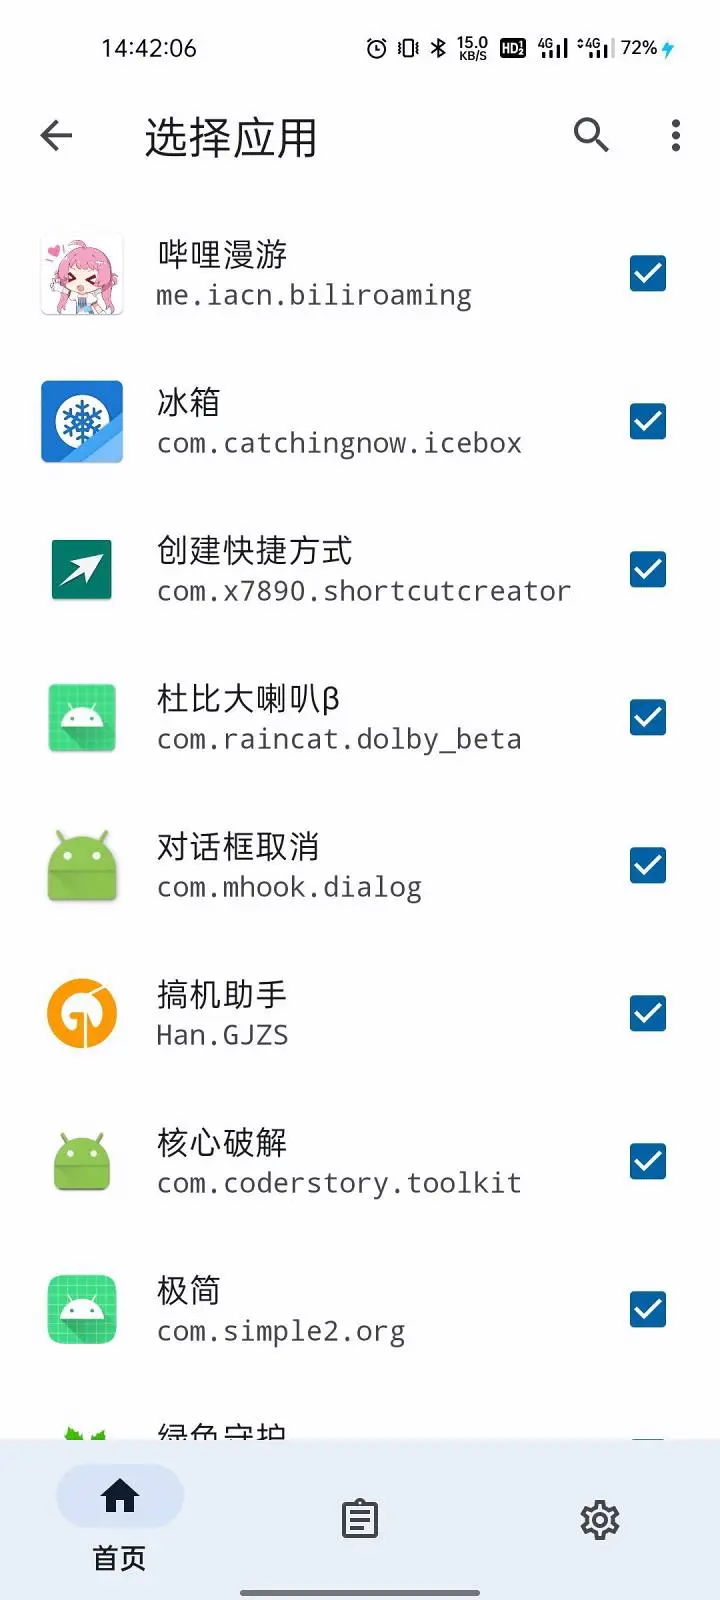 14:42:06
15.0
KB/S
HD1/2
4G
4G
72%
选择应用
哔哩漫游
me.iacn.biliroaming
冰箱
com.catchingnow.icebox
创建快捷方式
com.x7890.shortcutcreator
杜比大喇叭β
com.raincat.dolby_beta
对话框取消
com.mhook.dialog
搞机助手
Han.GJZS
核心破解
com.coderstory.toolkit
极简
com.simple2.org
绿色守护
首页